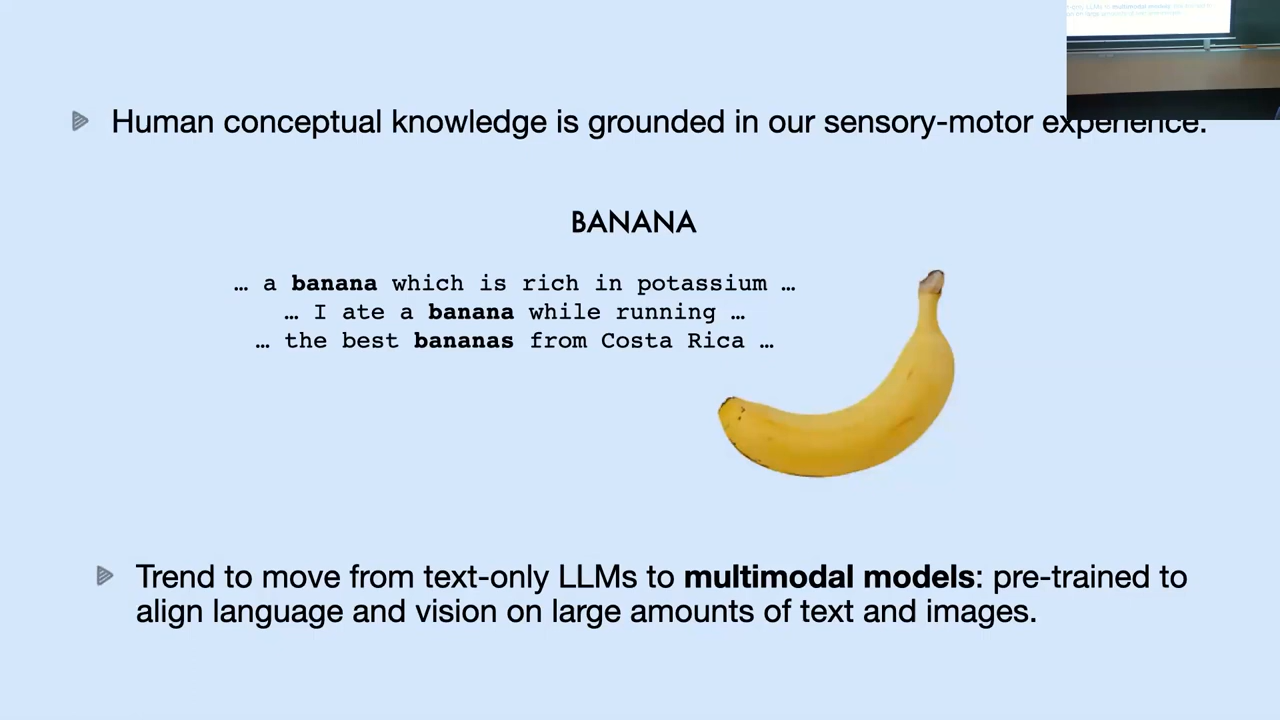 Human conceptual knowledge is grounded in our sensory-motor experience.
BANANA
… a banana which is rich in potassium …
… I ate a banana while running …
… the best bananas from Costa Rica …
Trend to move from text-only LLMs to multimodal models: pre-trained to
align language and vision on large amounts of text and images.